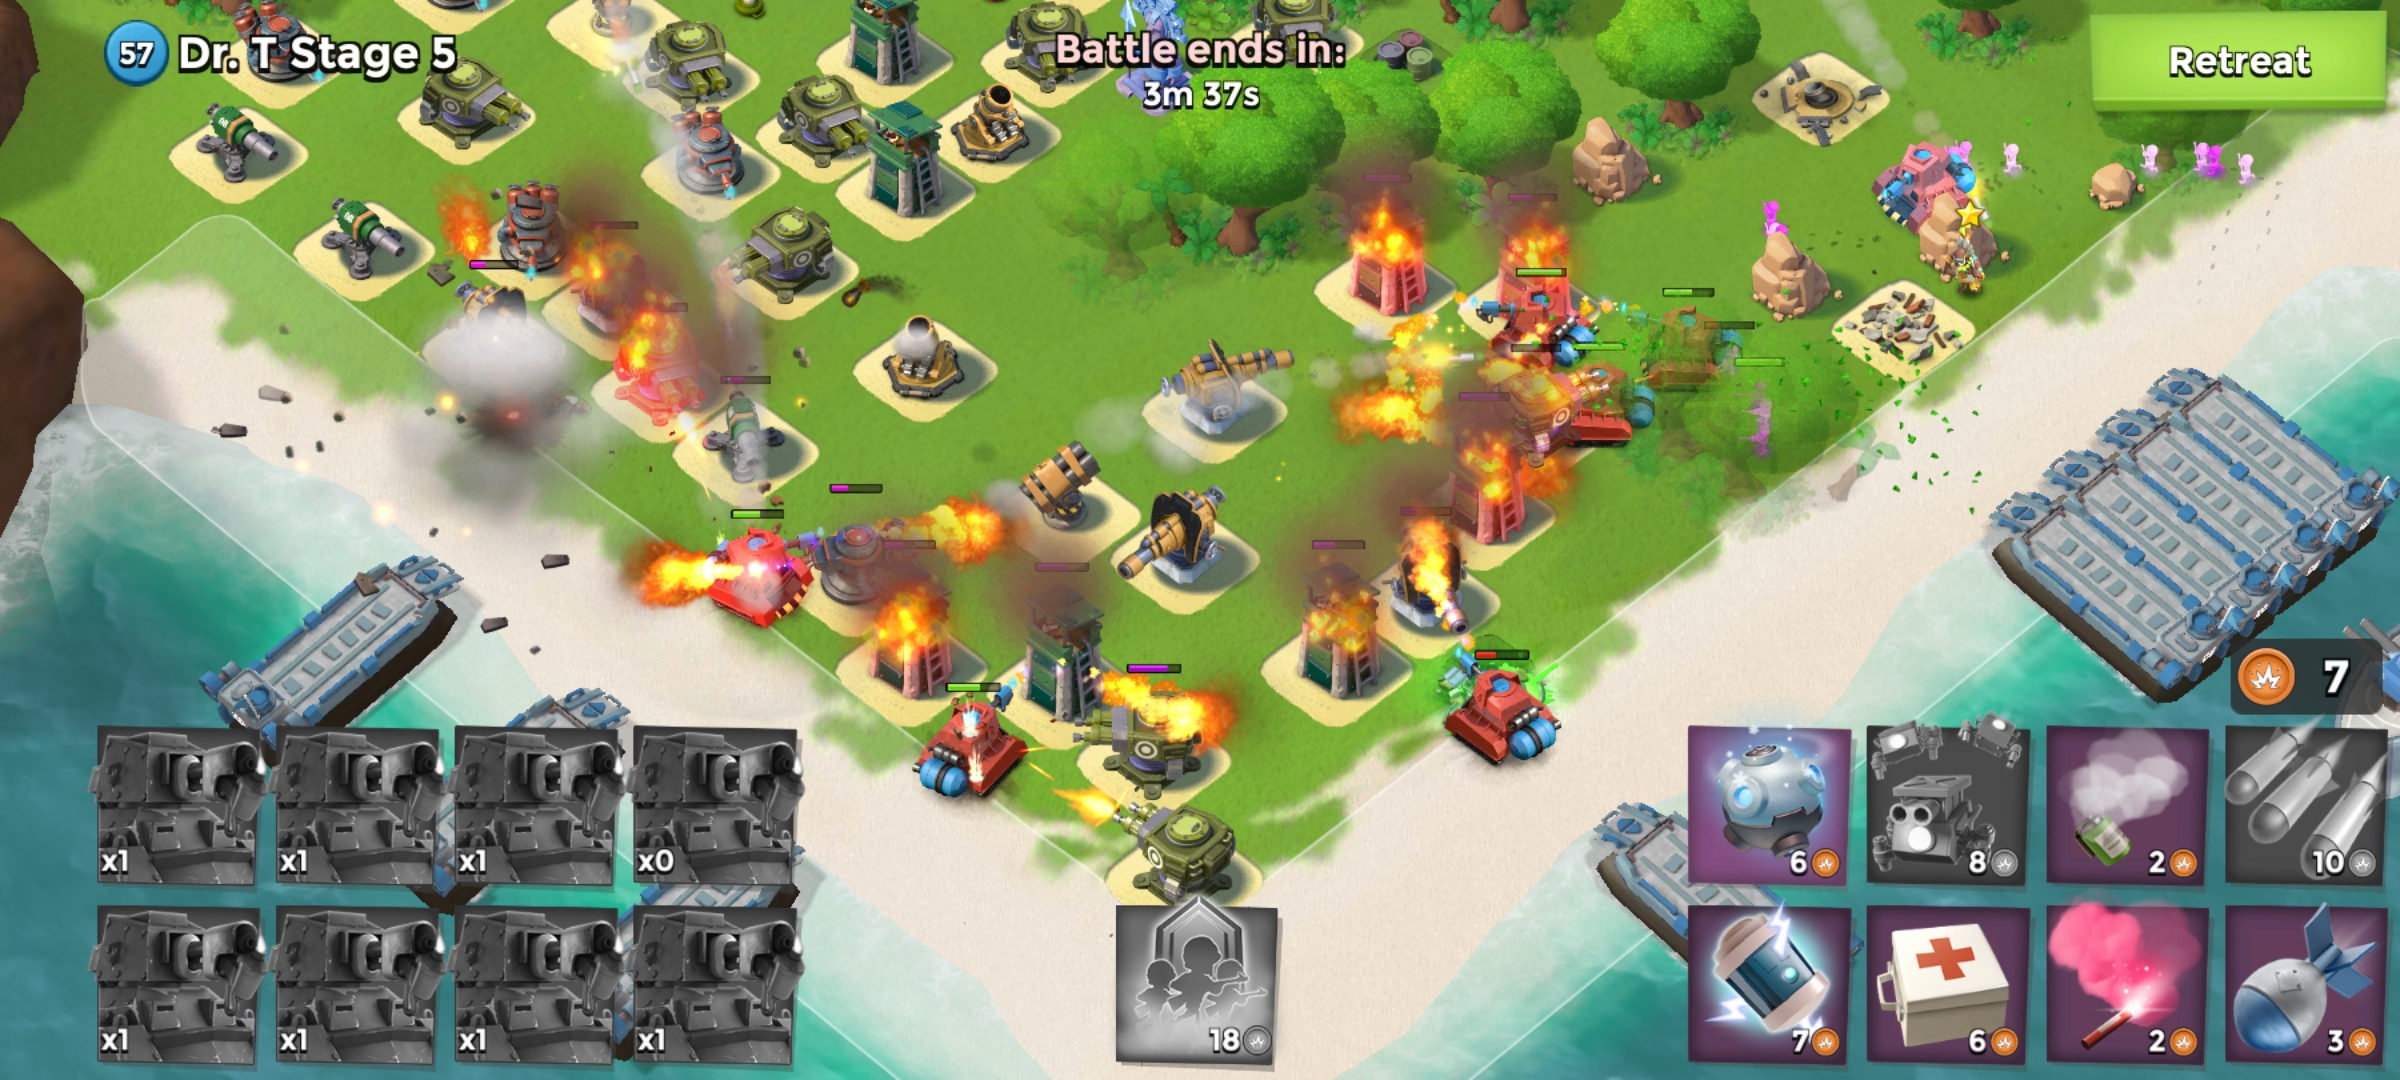 57 Dr. T Stage 5
Battle ends in:
3m 37s
Retreat
7
x1 x1 x1 x0
6 8 2 10
x1 x1 x1 x1
18
7 6 2 3